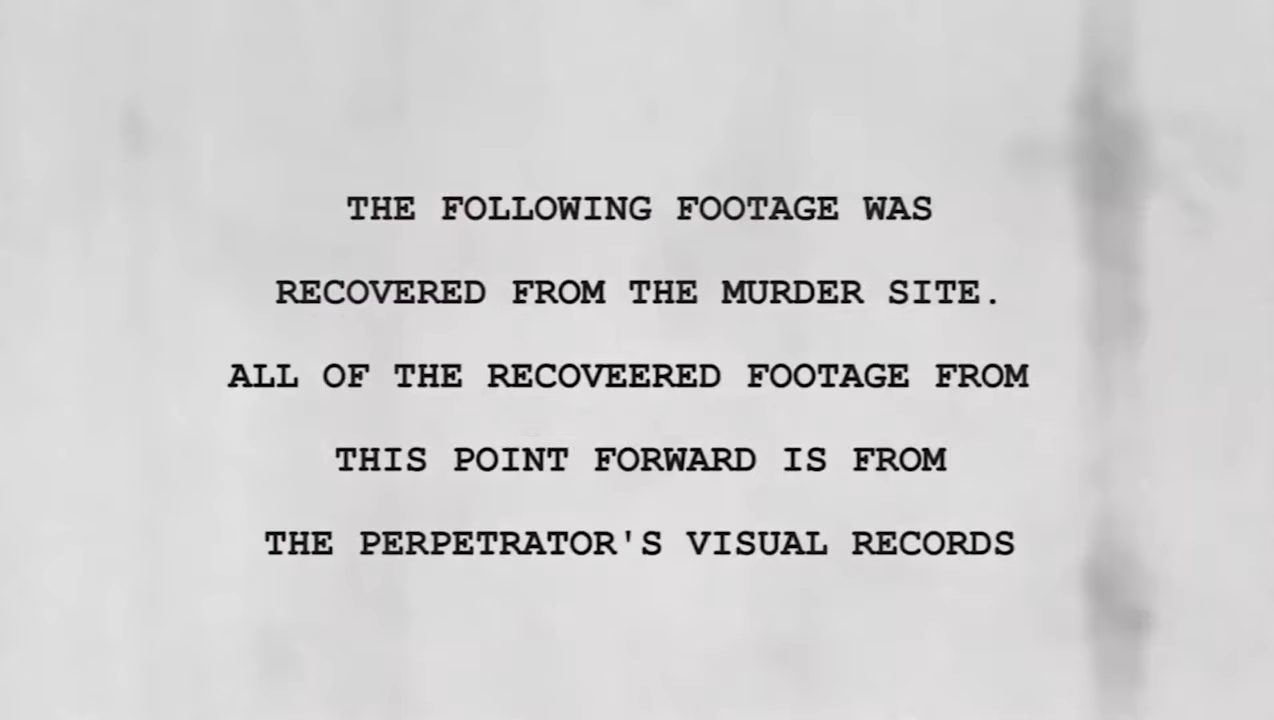 THE FOLLOWING FOOTAGE WAS
RECOVERED FROM THE MURDER SITE.
ALL OF THE RECOVEERED FOOTAGE FROM
THIS POINT FORWARD IS FROM
THE PERPETRATOR'S VISUAL RECORDS